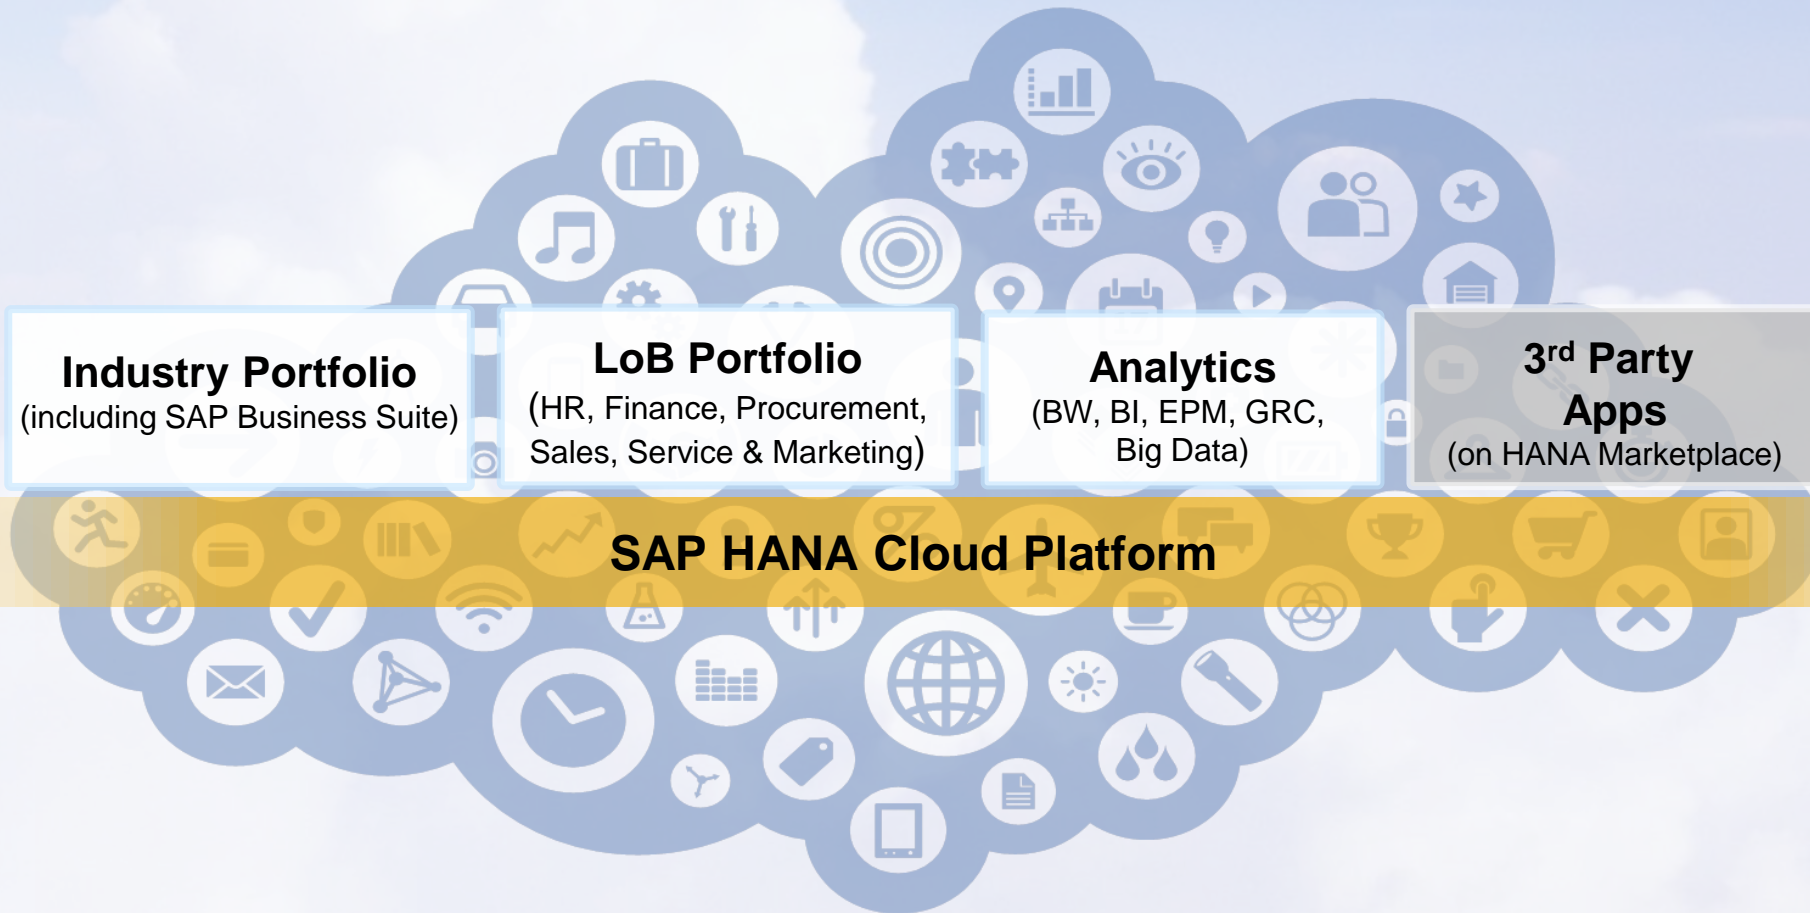 Industry Portfolio
(including SAP Business Suite)
LoB Portfolio
(HR, Finance, Procurement,
Sales, Service & Marketing)
Analytics
(BW, BI, EPM, GRC,
Big Data)
3rd Party
Apps
(on HANA Marketplace)
SAP HANA Cloud Platform